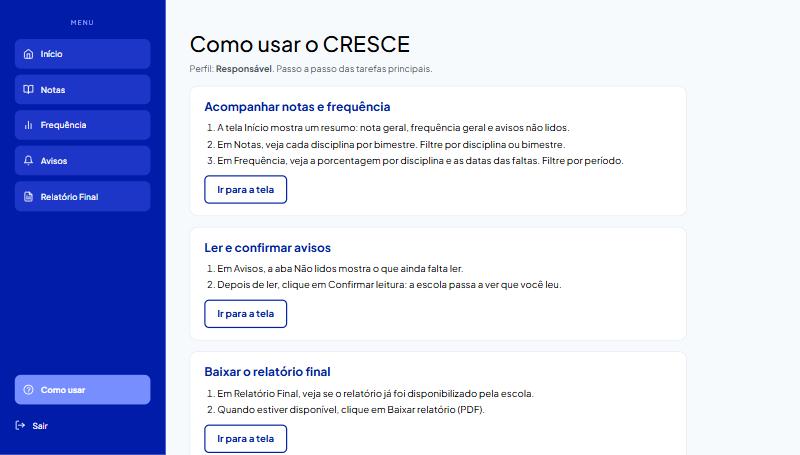 MENU
Início
Notas
Frequência
Avisos
Relatório Final
Como usar
Sair
Como usar o CRESCE
Perfil: Responsável. Passo a passo das tarefas principais.
Acompanhar notas e frequência
1. A tela Início mostra um resumo: nota geral, frequência geral e avisos não lidos.
2. Em Notas, veja cada disciplina por bimestre. Filtre por disciplina ou bimestre.
3. Em Frequência, veja a porcentagem por disciplina e as datas das faltas. Filtre por período.
Ir para a tela
Ler e confirmar avisos
1. Em Avisos, a aba Não lidos mostra o que ainda falta ler.
2. Depois de ler, clique em Confirmar leitura: a escola passa a ver que você leu.
Ir para a tela
Baixar o relatório final
1. Em Relatório Final, veja se o relatório já foi disponibilizado pela escola.
2. Quando estiver disponível, clique em Baixar relatório (PDF).
Ir para a tela